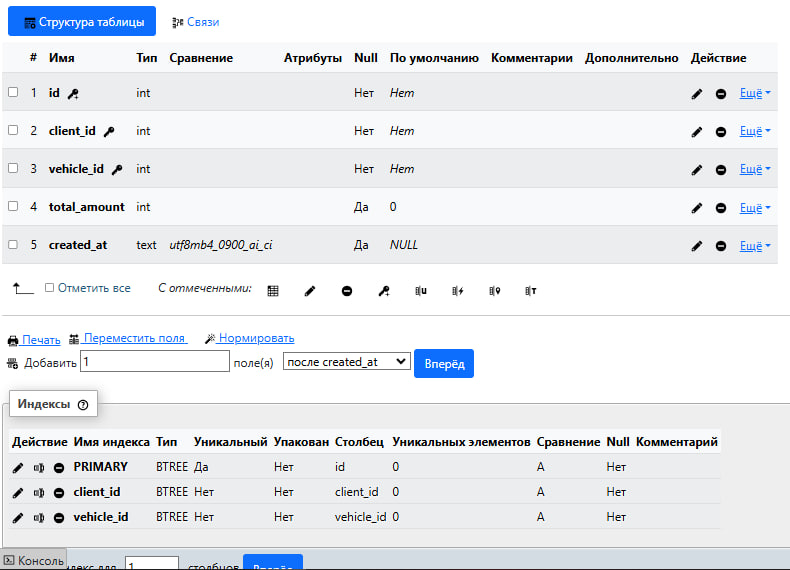 Структура таблицы Связи
# Имя Тип Сравнение Атрибуты Null По умолчанию Комментарии Дополнительно Действие
1 id int Нет Нет Ещё
2 client_id int Нет Нет Ещё
3 vehicle_id int Нет Нет Ещё
4 total_amount int Да 0 Ещё
5 created_at text utf8mb4_0900_ai_ci Да NULL Ещё
Отметить все С отмеченными:
Печать Переместить поля Нормировать
Добавить 1 поле(я) после created_at Вперёд
Индексы
Действие Имя индекса Тип Уникальный Упакован Столбец Уникальных элементов Сравнение Null Комментарий
PRIMARY BTREE Да Нет id 0 A Нет
client_id BTREE Нет Нет client_id 0 A Нет
vehicle_id BTREE Нет Нет vehicle_id 0 A Нет
Консоль для 1 столбцов Вперёд